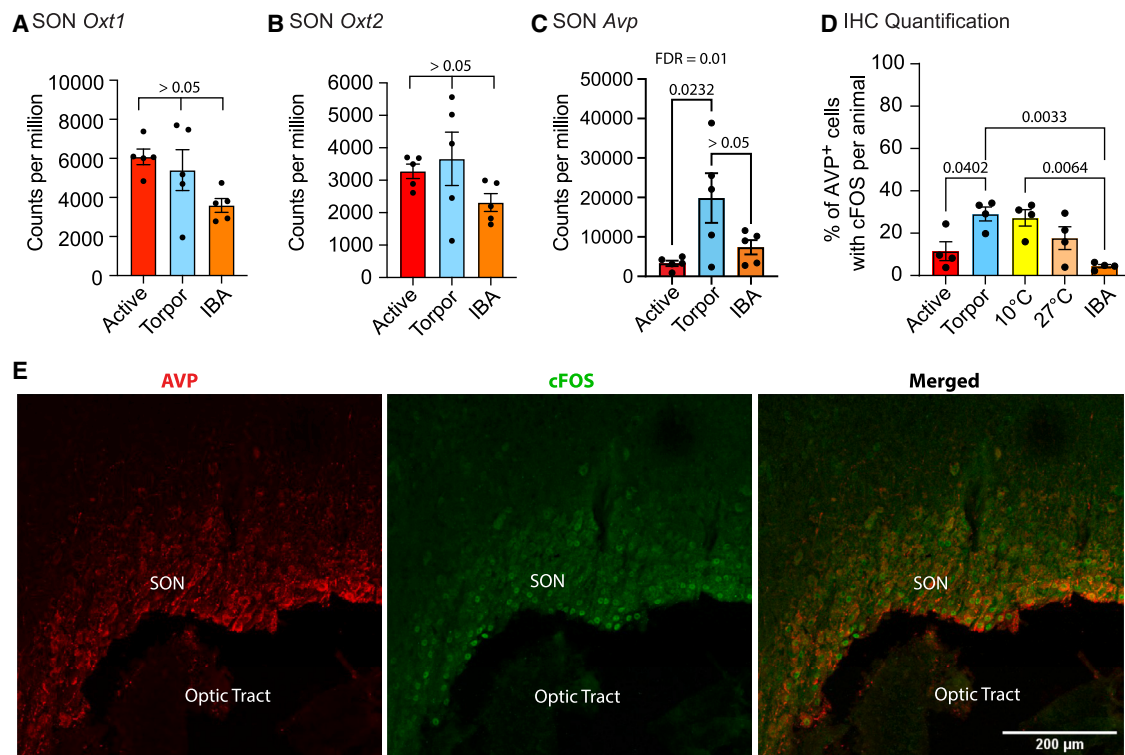 A SON Oxt1
Counts per million
10000
8000
6000
4000
2000
0
> 0.05
Active
Torpor
IBA
B SON Oxt2
Counts per million
6000
5000
4000
3000
2000
1000
0
> 0.05
Active
Torpor
IBA
C SON Avp
FDR = 0.01
Counts per million
50000
40000
30000
20000
10000
0
0.0232
> 0.05
Active
Torpor
IBA
D IHC Quantification
% of AVP+ cells
with cFOS per animal
100
80
60
40
20
0
0.0033
0.0402
0.0064
Active
Torpor
10°C
27°C
IBA
E
AVP
cFOS
Merged
SON
SON
SON
Optic Tract
Optic Tract
Optic Tract
200 µm